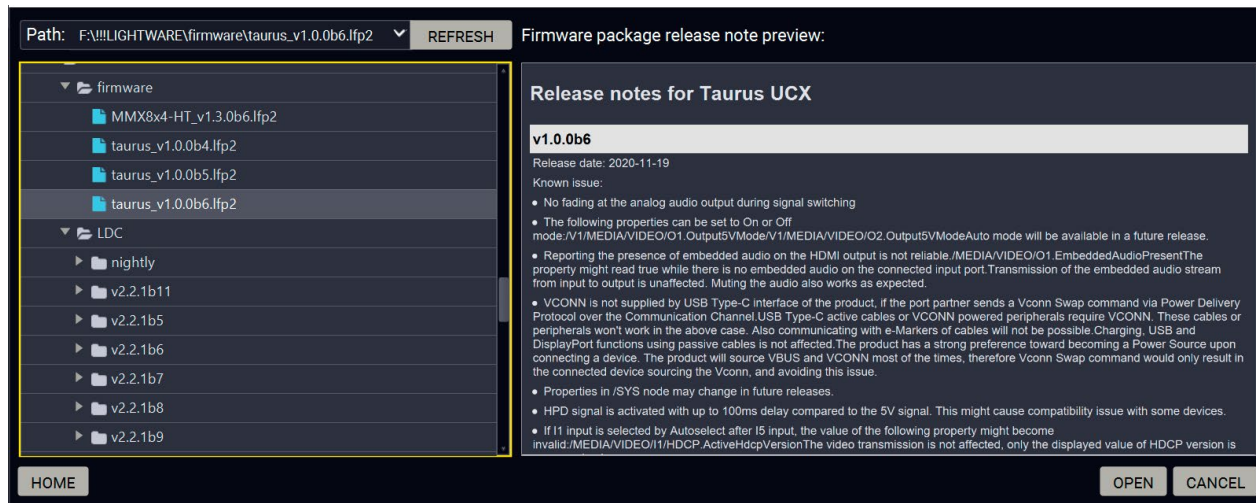 Path: F:\!!!LIGHTWARE\firmware\taurus_v1.0.0b6.lfp2 REFRESH
firmware
MMX8x4-HT_v1.3.0b6.lfp2
taurus_v1.0.0b4.lfp2
taurus_v1.0.0b5.lfp2
taurus_v1.0.0b6.lfp2
LDC
nightly
v2.2.1b11
v2.2.1b5
v2.2.1b6
v2.2.1b7
v2.2.1b8
v2.2.1b9
Firmware package release note preview:
Release notes for Taurus UCX
v1.0.0b6
Release date: 2020-11-19
Known issue:
• No fading at the analog audio output during signal switching
• The following properties can be set to On or Off
mode:/V1/MEDIA/VIDEO/O1.Output5VMode/V1/MEDIA/VIDEO/O2.Output5VModeAuto mode will be available in a future release.
• Reporting the presence of embedded audio on the HDMI output is not reliable./MEDIA/VIDEO/O1.EmbeddedAudioPresentThe
property might read true while there is no embedded audio on the connected input port.Transmission of the embedded audio stream
from input to output is unaffected. Muting the audio also works as expected.
• VCONN is not supplied by USB Type-C interface of the product, if the port partner sends a Vconn Swap command via Power Delivery
Protocol over the Communication Channel.USB Type-C active cables or VCONN powered peripherals require VCONN. These cables or
peripherals won't work in the above case. Also communicating with e-Markers of cables will not be possible.Charging, USB and
DisplayPort functions using passive cables is not affected.The product has a strong preference toward becoming a Power Source upon
connecting a device. The product will source VBUS and VCONN most of the times, therefore Vconn Swap command would only result in
the connected device sourcing the Vconn, and avoiding this issue.
• Properties in /SYS node may change in future releases.
• HPD signal is activated with up to 100ms delay compared to the 5V signal. This might cause compatibility issue with some devices.
• If I1 input is selected by Autoselect after I5 input, the value of the following property might become
invalid:/MEDIA/VIDEO/I1/HDCP.ActiveHdcpVersionThe video transmission is not affected, only the displayed value of HDCP version is
HOME
OPEN CANCEL